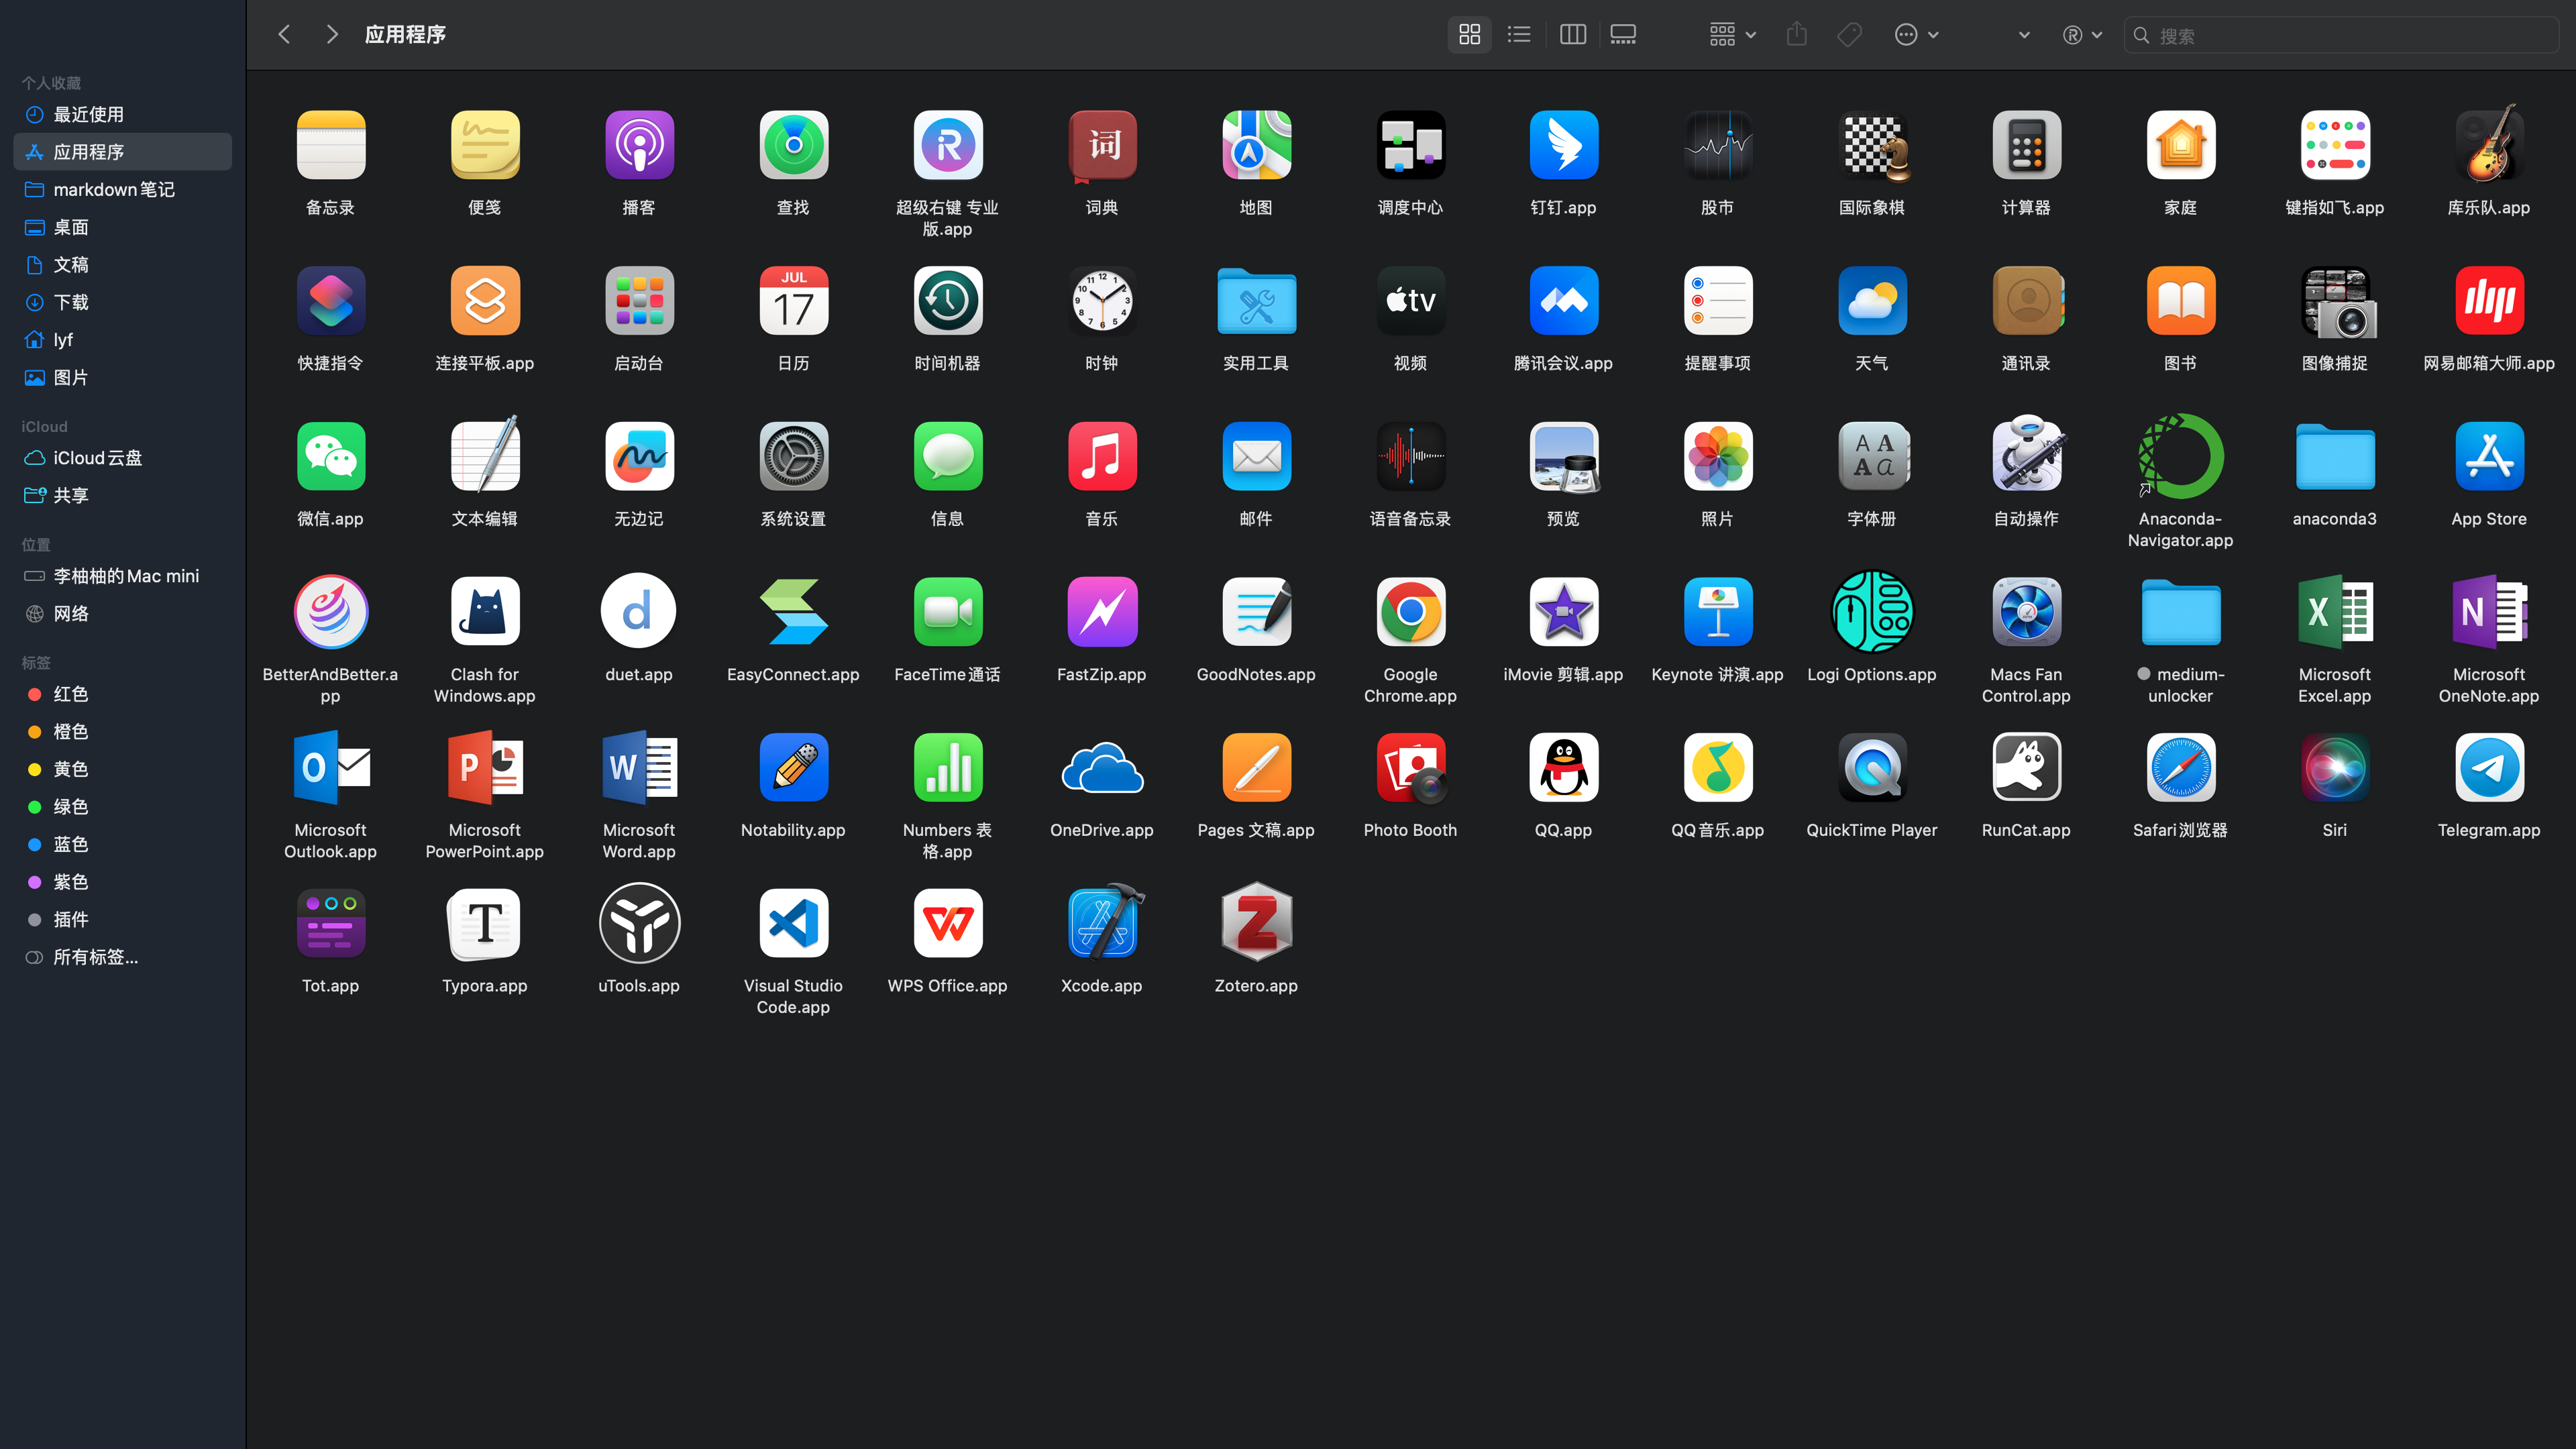 应用程序
搜索
个人收藏
最近使用
应用程序
markdown 笔记
桌面
文稿
下载
lyf
图片
iCloud
iCloud 云盘
共享
位置
李柚柚的 Mac mini
网络
标签
红色
橙色
黄色
绿色
蓝色
紫色
插件
所有标签...
词
备忘录
便笺
播客
查找
超级右键 专业
版.app
词典
地图
调度中心
钉钉.app
股市
国际象棋
计算器
家庭
键指如飞.app
库乐队.app
JUL
17
tv
快捷指令
连接平板.app
启动台
日历
时间机器
时钟
实用工具
视频
腾讯会议.app
提醒事项
天气
通讯录
图书
图像捕捉
网易邮箱大师.app
微信.app
文本编辑
无边记
系统设置
信息
音乐
邮件
语音备忘录
预览
照片
字体册
自动操作
Anaconda-
Navigator.app
anaconda3
App Store
BetterAndBetter.a
pp
Clash for
Windows.app
duet.app
EasyConnect.app
FaceTime 通话
FastZip.app
GoodNotes.app
Google
Chrome.app
iMovie 剪辑.app
Keynote 讲演.app
Logi Options.app
Macs Fan
Control.app
medium-
unlocker
Microsoft
Excel.app
Microsoft
OneNote.app
Microsoft
Outlook.app
Microsoft
PowerPoint.app
Microsoft
Word.app
Notability.app
Numbers 表
格.app
OneDrive.app
Pages 文稿.app
Photo Booth
QQ.app
QQ音乐.app
QuickTime Player
RunCat.app
Safari浏览器
Siri
Telegram.app
Tot.app
Typora.app
uTools.app
Visual Studio
Code.app
WPS Office.app
Xcode.app
Zotero.app